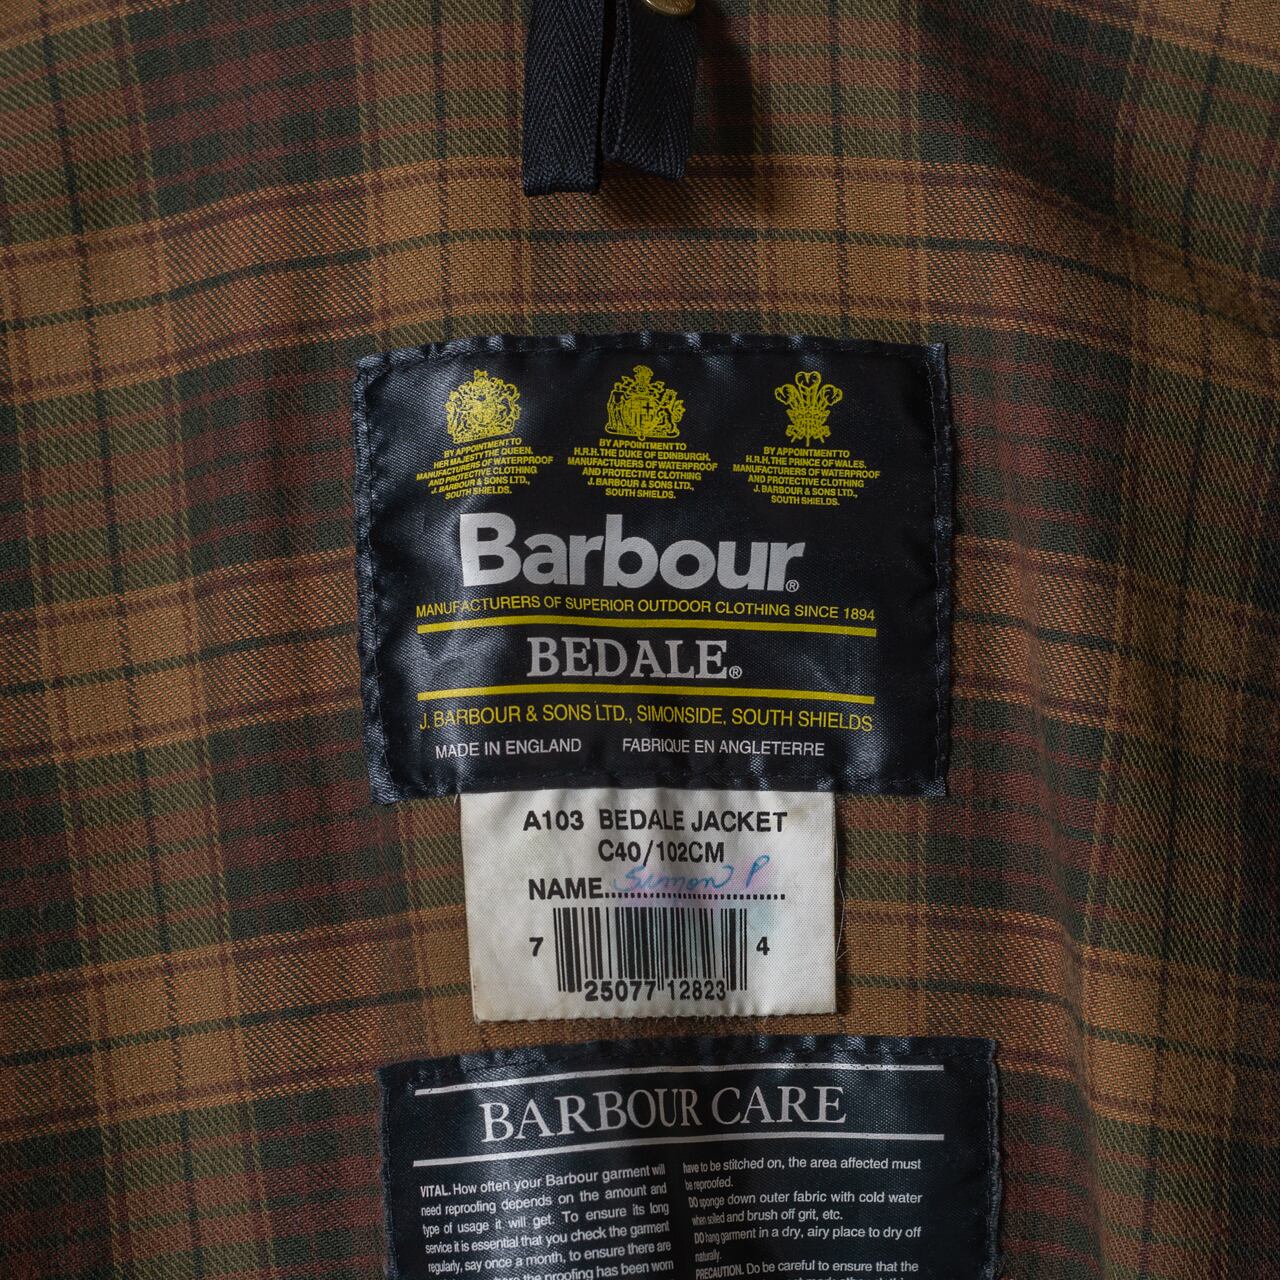 BY APPOINTMENT TO
HER MAJESTY THE QUEEN.
MANUFACTURERS OF WATERPROOF
AND PROTECTIVE CLOTHING
J. BARBOUR & SONS LTD.,
SOUTH SHIELDS.
BY APPOINTMENT TO
H.R.H. THE DUKE OF EDINBURGH.
MANUFACTURERS OF WATERPROOF
AND PROTECTIVE CLOTHING
J. BARBOUR & SONS LTD.,
SOUTH SHIELDS.
BY APPOINTMENT TO
H.R.H. THE PRINCE OF WALES.
MANUFACTURERS OF WATERPROOF
AND PROTECTIVE CLOTHING
J. BARBOUR & SONS LTD.,
SOUTH SHIELDS.
Barbour®
MANUFACTURERS OF SUPERIOR OUTDOOR CLOTHING SINCE 1894
BEDALE®
J. BARBOUR & SONS LTD., SIMONSIDE, SOUTH SHIELDS
MADE IN ENGLAND FABRIQUE EN ANGLETERRE
A103 BEDALE JACKET
C40/102CM
NAME Simon P
7 25077 12823 4
BARBOUR CARE
VITAL. How often your Barbour garment will
need reproofing depends on the amount and
type of usage it will get. To ensure its long
service it is essential that you check the garment
regularly, say once a month, to ensure there are
the proofing has been worn
have to be stitched on, the area affected must
be reproofed.
DO sponge down outer fabric with cold water
when soiled and brush off grit, etc.
DO hang garment in a dry, airy place to dry off
naturally.
PRECAUTION. Do be careful to ensure that the